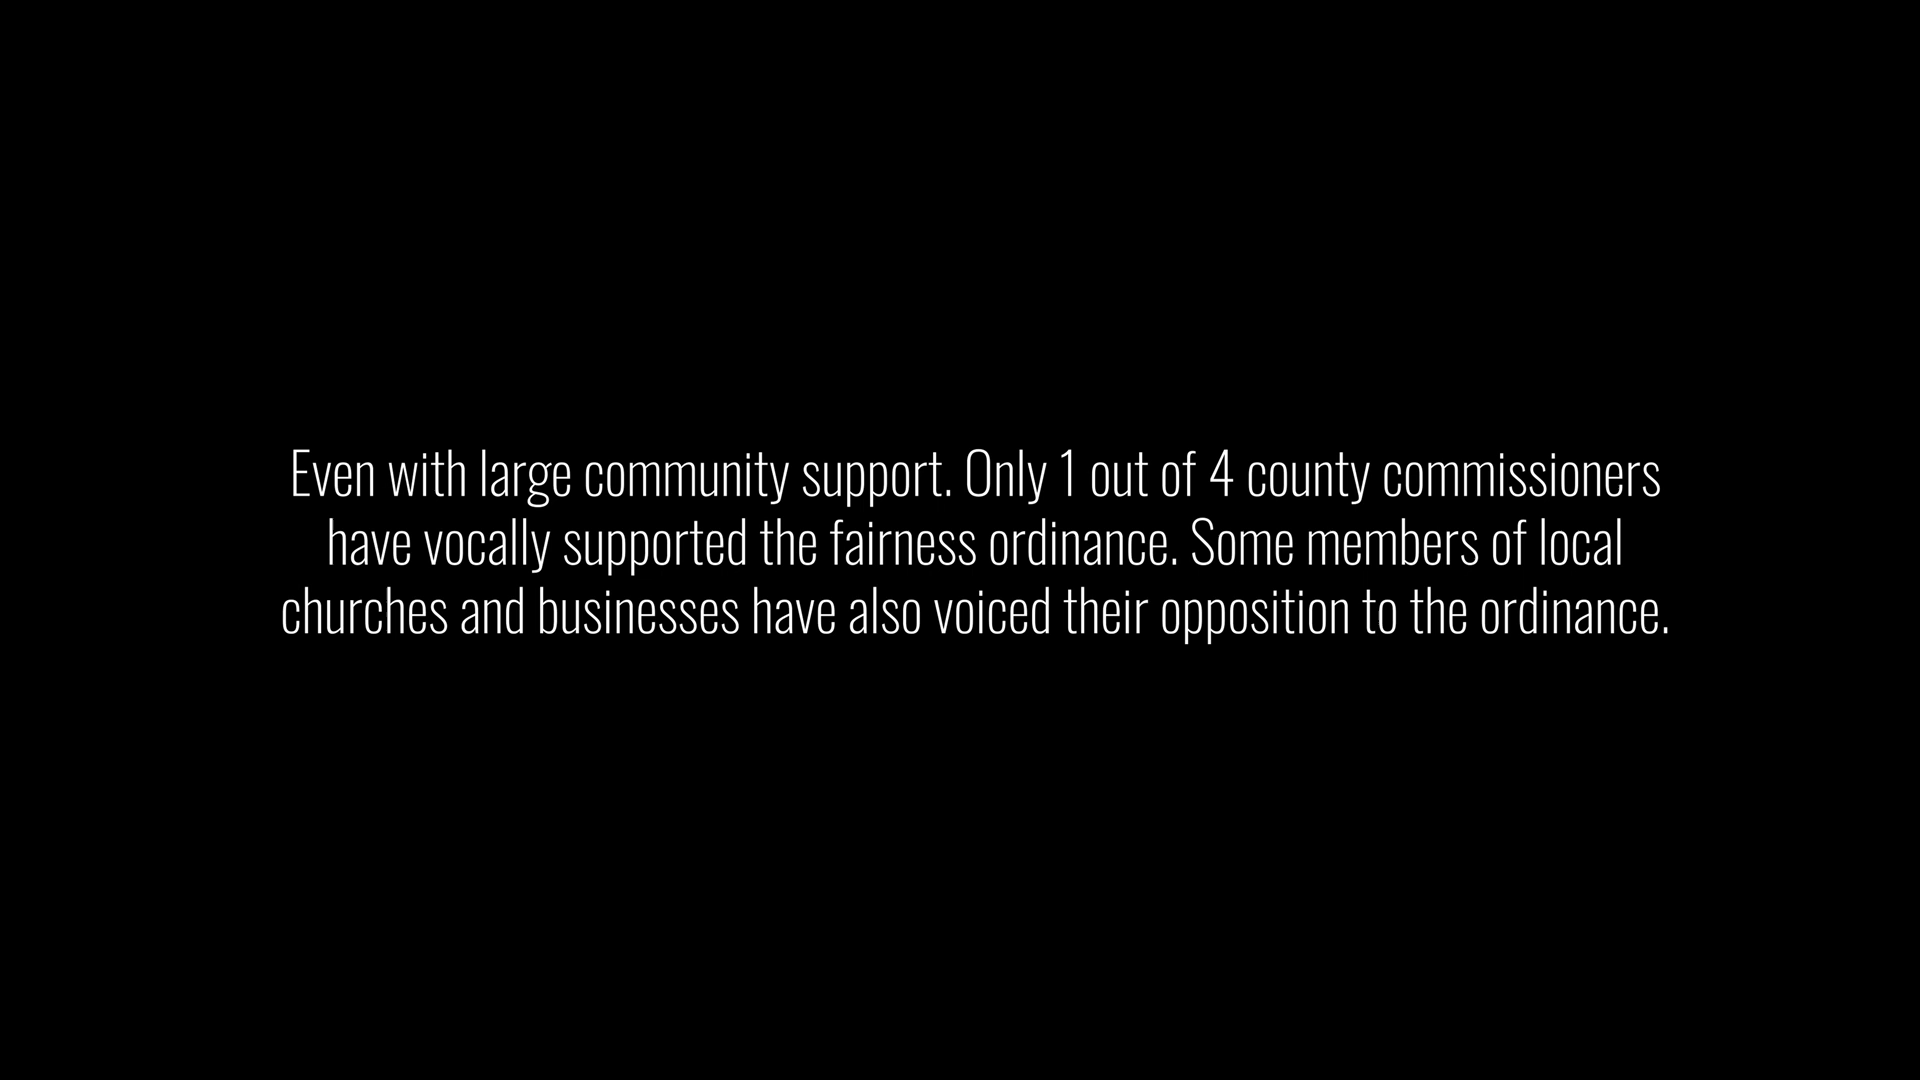 Even with large community support. Only 1 out of 4 county commissioners
have vocally supported the fairness ordinance. Some members of local
churches and businesses have also voiced their opposition to the ordinance.